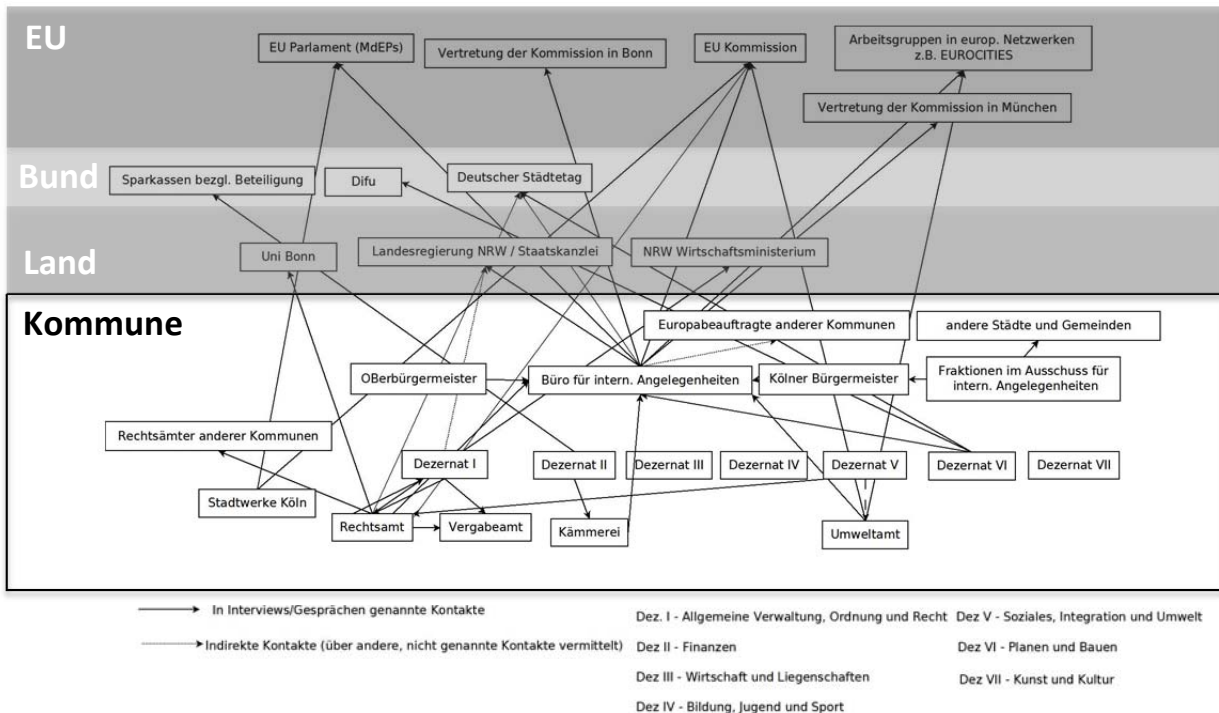 EU
EU Parlament (MdEPs)
Vertretung der Kommission in Bonn
EU Kommission
Arbeitsgruppen in europ. Netzwerken
z.B. EUROCITIES
Vertretung der Kommission in München
Bund
Sparkassen bezgl. Beteiligung
Difu
Deutscher Städtetag
Land
Uni Bonn
Landesregierung NRW / Staatskanzlei
NRW Wirtschaftsministerium
Kommune
Europabeauftragte anderer Kommunen
andere Städte und Gemeinden
OBerbürgermeister
Büro für intern. Angelegenheiten
Kölner Bürgermeister
Fraktionen im Ausschuss für
intern. Angelegenheiten
Rechtsämter anderer Kommunen
Dezernat I
Dezernat II
Dezernat III
Dezernat IV
Dezernat V
Dezernat VI
Dezernat VII
Stadtwerke Köln
Rechtsamt
Vergabeamt
Kämmerei
Umweltamt
In Interviews/Gesprächen genannte Kontakte
Indirekte Kontakte (über andere, nicht genannte Kontakte vermittelt)
Dez. I - Allgemeine Verwaltung, Ordnung und Recht
Dez II - Finanzen
Dez III - Wirtschaft und Liegenschaften
Dez IV - Bildung, Jugend und Sport
Dez V - Soziales, Integration und Umwelt
Dez VI - Planen und Bauen
Dez VII - Kunst und Kultur